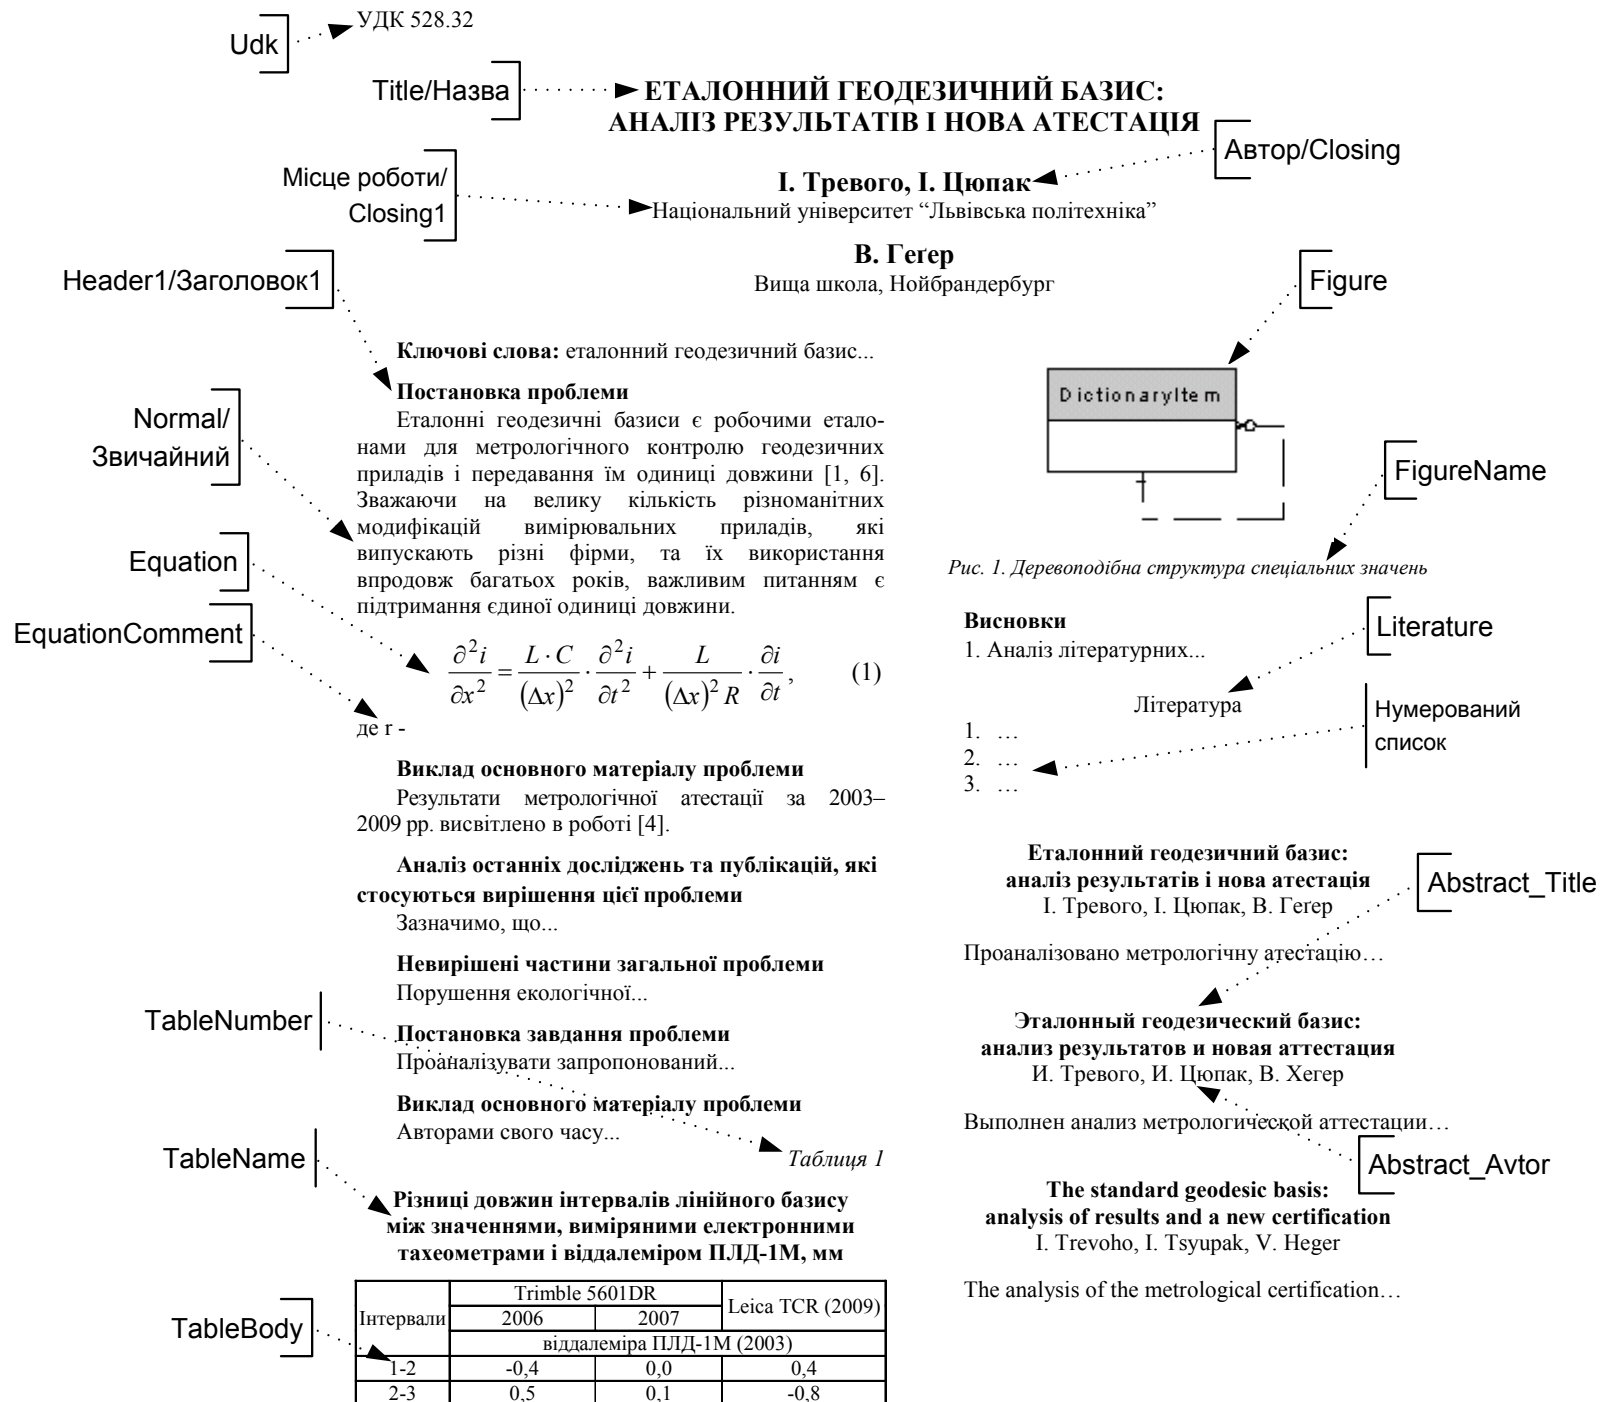 Udk
УДК 528.32
Title/Назва
ЕТАЛОННИЙ ГЕОДЕЗИЧНИЙ БАЗИС:
АНАЛІЗ РЕЗУЛЬТАТІВ І НОВА АТЕСТАЦІЯ
Автор/Closing
Місце роботи/
Closing1
І. Тревого, І. Цюпак
Національний університет “Львівська політехніка”
В. Геґер
Вища школа, Нойбрандербург
Header1/Заголовок1
Ключові слова: еталонний геодезичний базис...
Постановка проблеми
Normal/
Звичайний
Еталонні геодезичні базиси є робочими етало-
нами для метрологічного контролю геодезичних
приладів і передавання їм одиниці довжини [1, 6].
Зважаючи на велику кількість різноманітних
модифікацій вимірювальних приладів, які
випускають різні фірми, та їх використання
впродовж багатьох років, важливим питанням є
підтримання єдиної одиниці довжини.
Equation
EquationComment
∂²i/∂x² = L·C/(Δx)² · ∂²i/∂t² + L/(Δx)² R · ∂i/∂t, (1)
де r -
Виклад основного матеріалу проблеми
Результати метрологічної атестації за 2003–
2009 рр. висвітлено в роботі [4].
Аналіз останніх досліджень та публікацій, які
стосуються вирішення цієї проблеми
Зазначимо, що...
Невирішені частини загальної проблеми
Порушення екологічної...
TableNumber
Постановка завдання проблеми
Проаналізувати запропонований...
Виклад основного матеріалу проблеми
Авторами свого часу...
Таблиця 1
TableName
Різниці довжин інтервалів лінійного базису
між значеннями, виміряними електронними
тахеометрами і віддалеміром ПЛД-1М, мм
TableBody
Інтервали Trimble 5601DR Leica TCR (2009)
2006 2007
віддалеміра ПЛД-1М (2003)
1-2 -0,4 0,0 0,4
2-3 0,5 0,1 -0,8
Figure
DictionaryItem
FigureName
Рис. 1. Деревоподібна структура спеціальних значень
Висновки
1. Аналіз літературних...
Literature
Література
1. …
2. …
3. …
Нумерований
список
Еталонний геодезичний базис:
аналіз результатів і нова атестація
І. Тревого, І. Цюпак, В. Геґер
Abstract_Title
Проаналізовано метрологічну атестацію…
Эталонный геодезический базис:
анализ результатов и новая аттестация
И. Тревого, И. Цюпак, В. Хегер
Выполнен анализ метрологической аттестации…
Abstract_Avtor
The standard geodesic basis:
analysis of results and a new certification
I. Trevoho, I. Tsyupak, V. Heger
The analysis of the metrological certification…